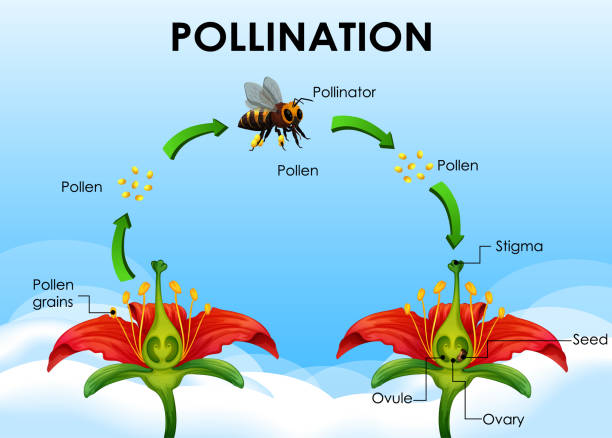 POLLINATION
Pollinator
Pollen
Pollen
Pollen
Stigma
Pollen
grains
Seed
Ovule
Ovary